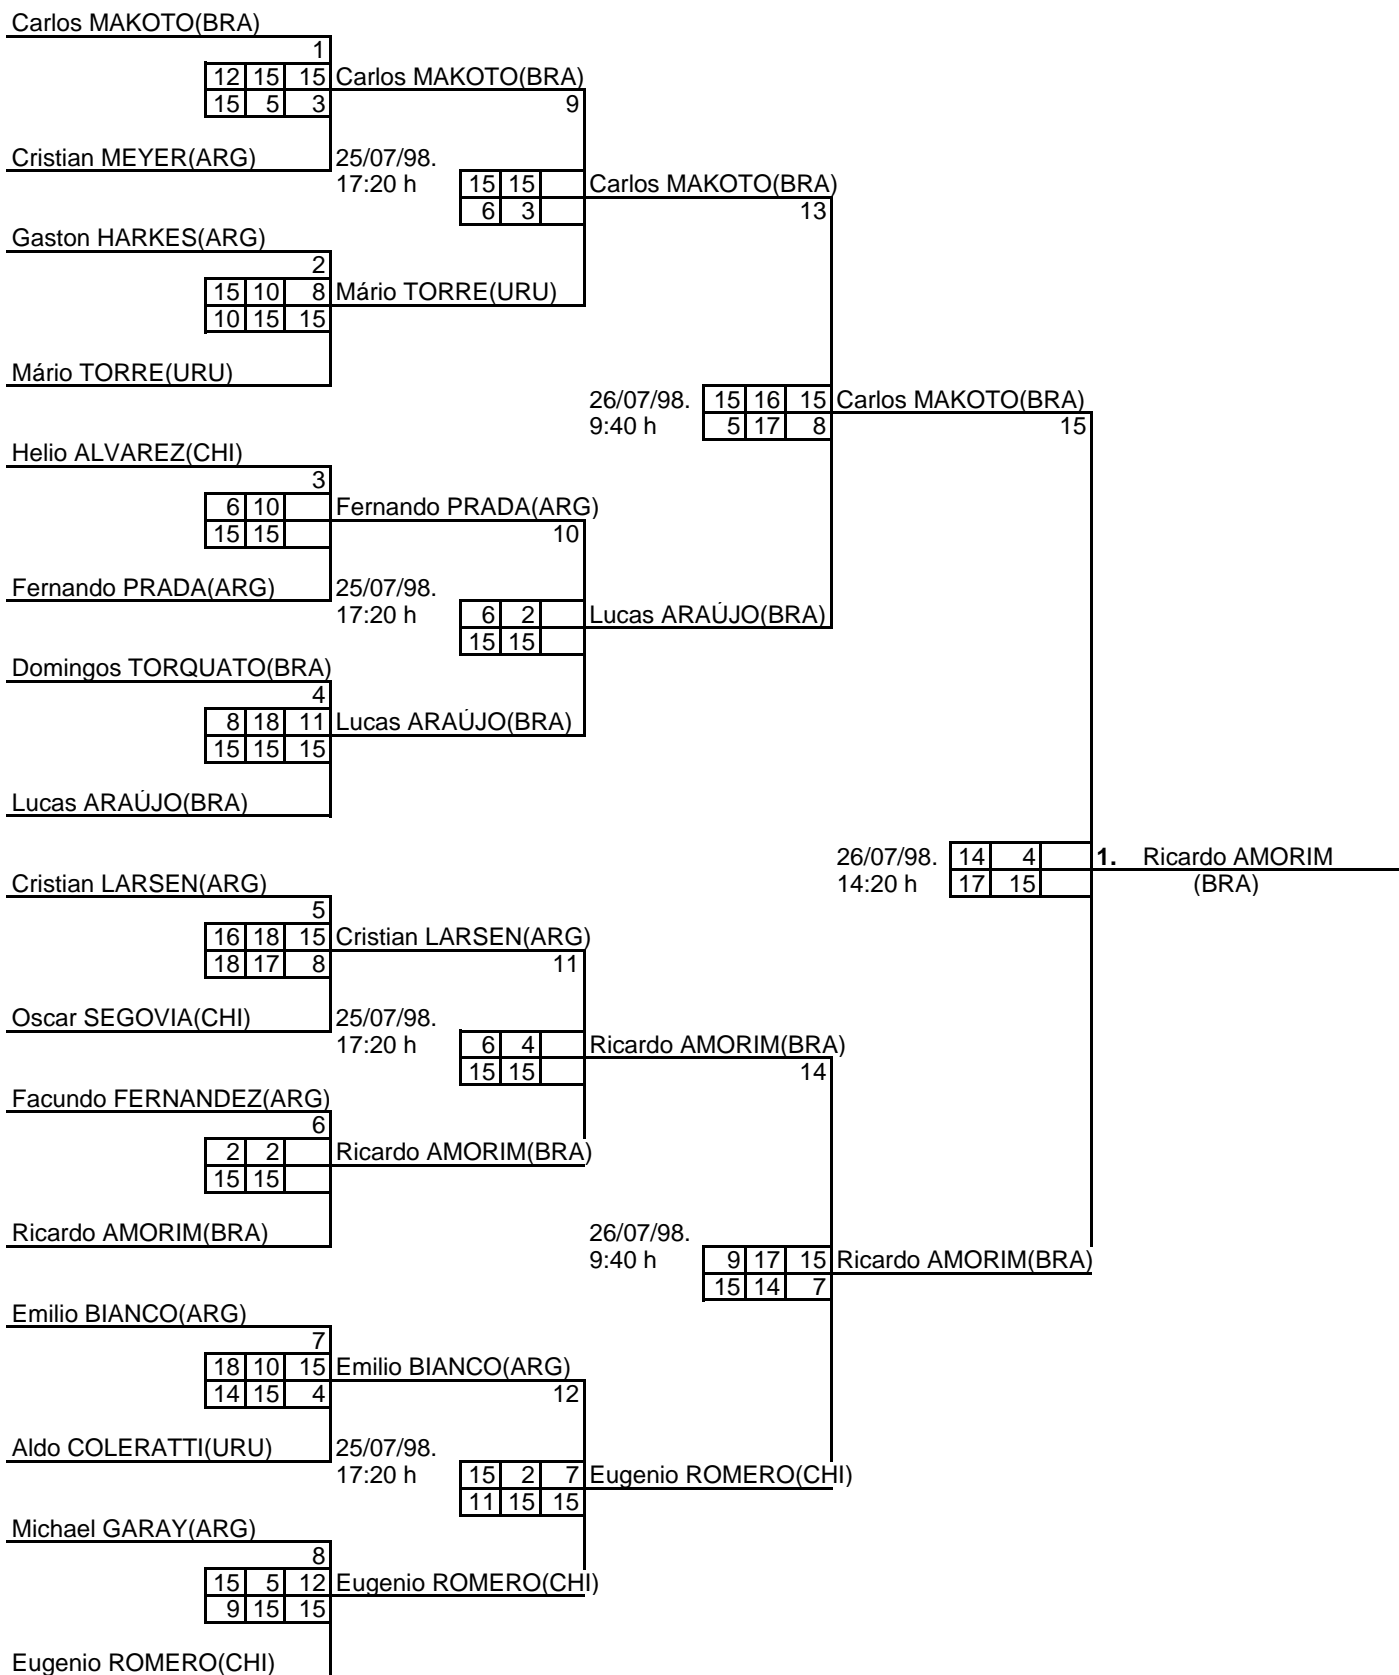 Carlos MAKOTO(BRA)
1
12 15 15 Carlos MAKOTO(BRA)
15 5 3 9
Cristian MEYER(ARG) 25/07/98.
17:20 h 15 15 Carlos MAKOTO(BRA)
6 3 13
Gaston HARKES(ARG)
2
15 10 8 Mário TORRE(URU)
10 15 15
Mário TORRE(URU)
26/07/98. 15 16 15 Carlos MAKOTO(BRA)
9:40 h 5 17 8 15
Helio ALVAREZ(CHI)
3
6 10 Fernando PRADA(ARG)
15 15 10
Fernando PRADA(ARG) 25/07/98.
17:20 h 6 2 Lucas ARAÚJO(BRA)
15 15
Domingos TORQUATO(BRA)
4
8 18 11 Lucas ARAÚJO(BRA)
15 15 15
Lucas ARAÚJO(BRA)
26/07/98. 14 4 1. Ricardo AMORIM
14:20 h 17 15 (BRA)
Cristian LARSEN(ARG)
5
16 18 15 Cristian LARSEN(ARG)
18 17 8 11
Oscar SEGOVIA(CHI) 25/07/98.
17:20 h 6 4 Ricardo AMORIM(BRA)
15 15 14
Facundo FERNANDEZ(ARG)
6
2 2 Ricardo AMORIM(BRA)
15 15
Ricardo AMORIM(BRA) 26/07/98.
9:40 h 9 17 15 Ricardo AMORIM(BRA)
15 14 7
Emilio BIANCO(ARG)
7
18 10 15 Emilio BIANCO(ARG)
14 15 4 12
Aldo COLERATTI(URU) 25/07/98.
17:20 h 15 2 7 Eugenio ROMERO(CHI)
11 15 15
Michael GARAY(ARG)
8
15 5 12 Eugenio ROMERO(CHI)
9 15 15
Eugenio ROMERO(CHI)